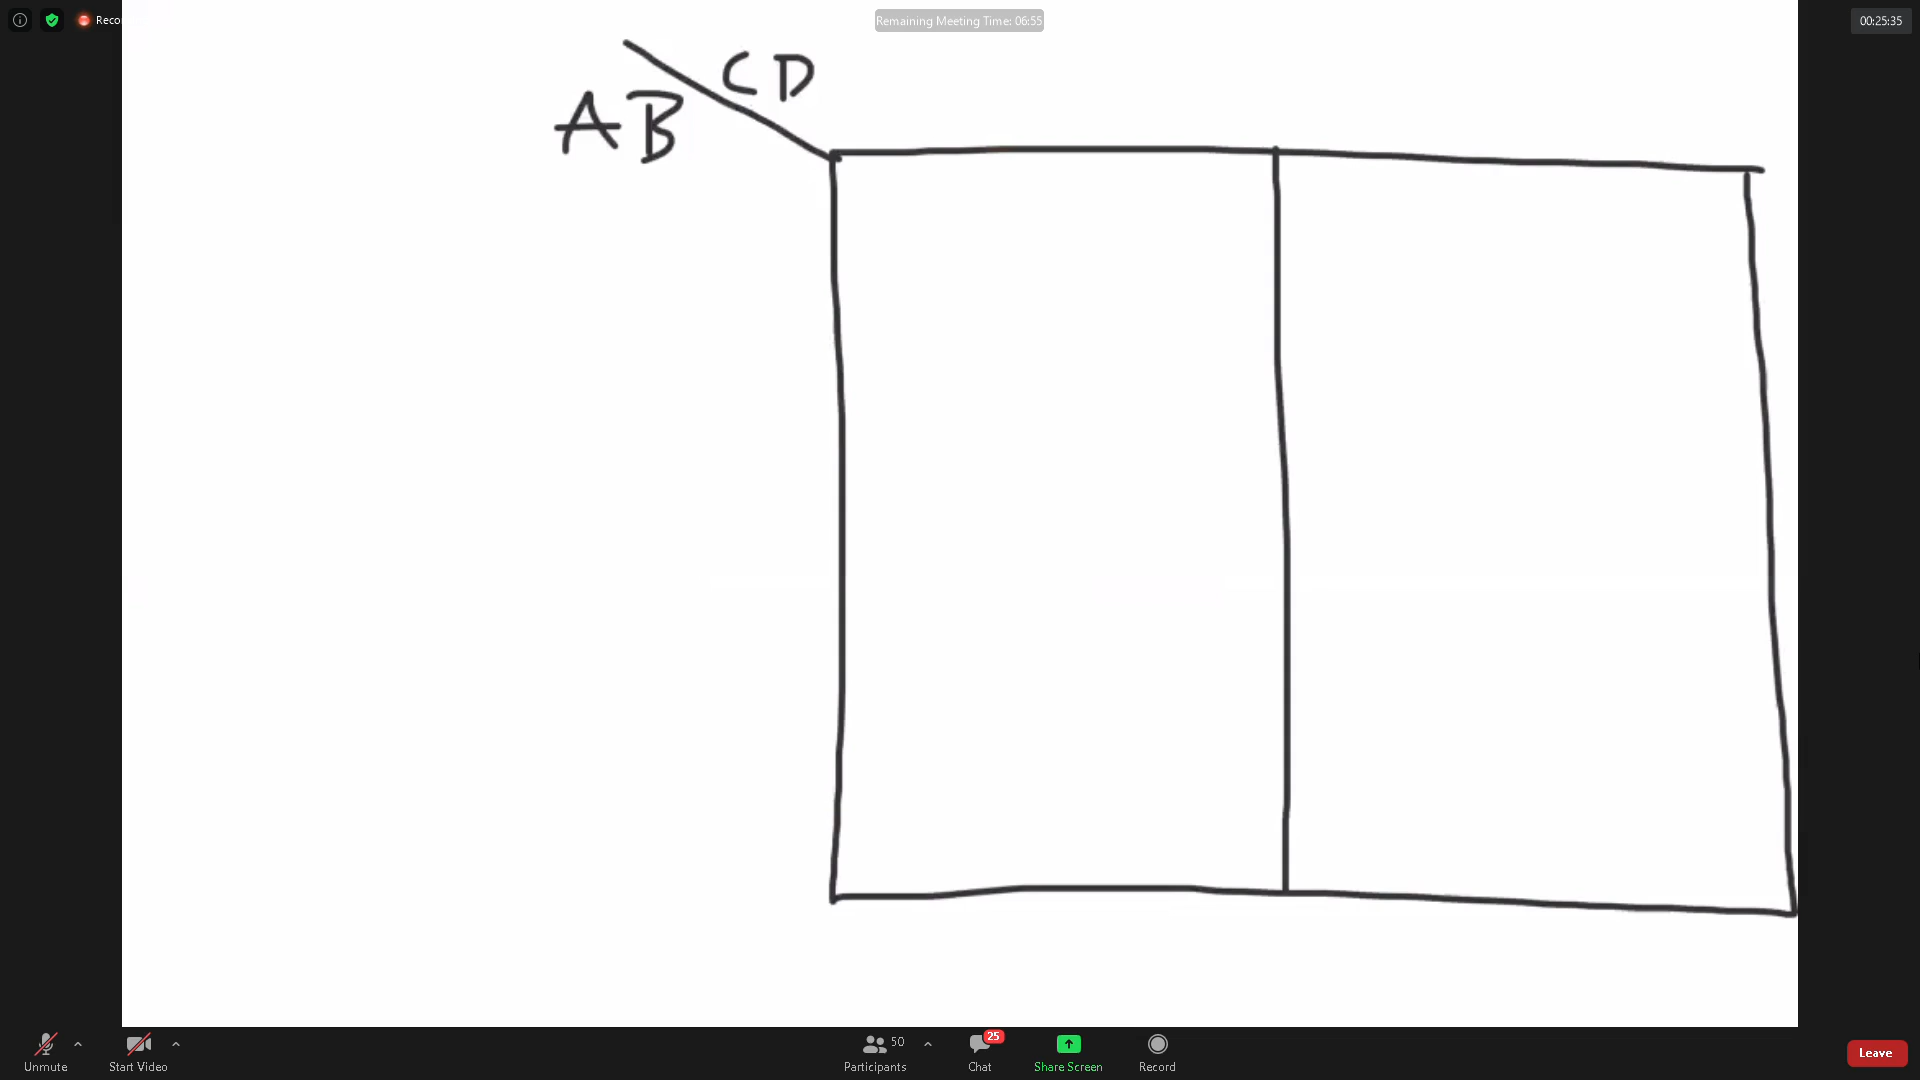 Reco
Remaining Meeting Time: 06:55
00:25:35
CD
AB
50
25
Unmute
Start Video
Participants
Chat
Share Screen
Record
Leave